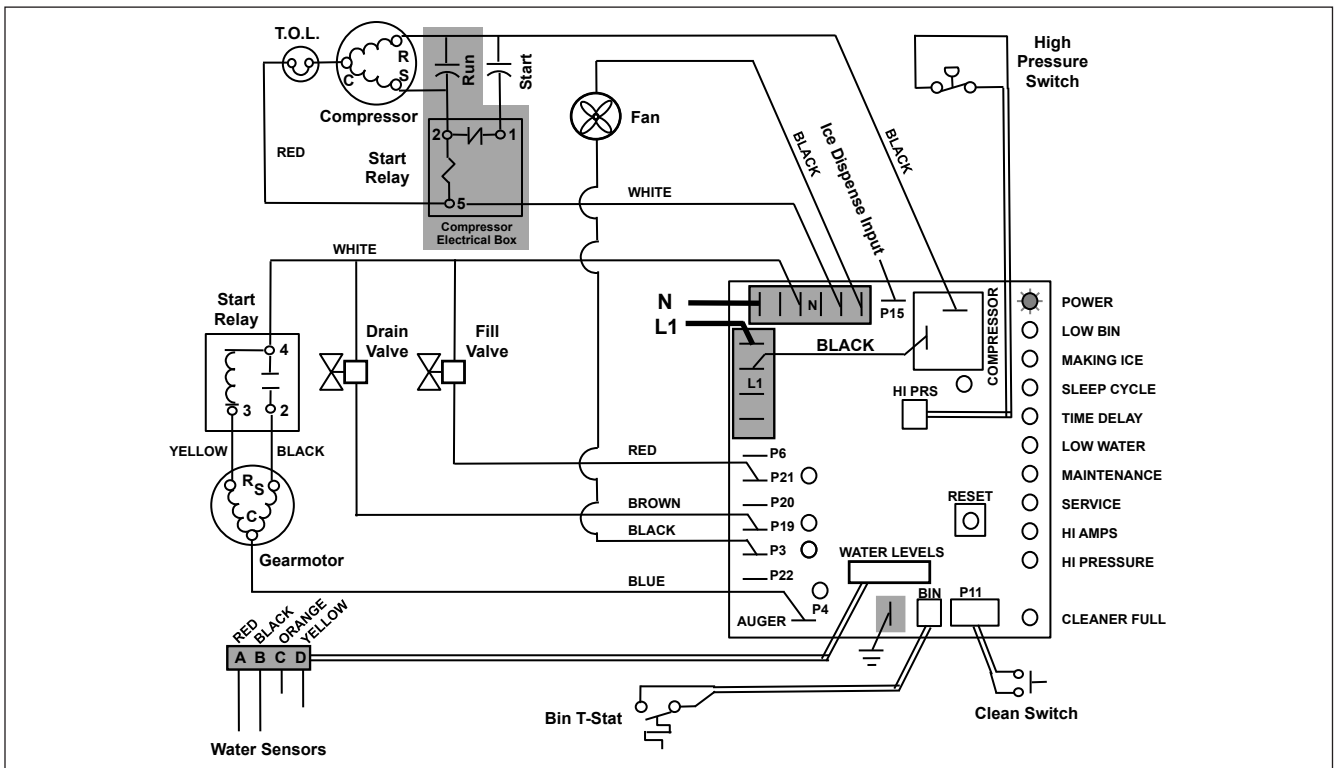 T.O.L.
R
S
C
Compressor
Run
Start
High
Pressure
Switch
Fan
BLACK
Ice Dispense Input
BLACK
RED
2
1
Start
Relay
5
WHITE
Compressor
Electrical Box
WHITE
Start
Relay
4
3
2
YELLOW
BLACK
R
S
C
Gearmotor
Drain
Valve
Fill
Valve
N
L1
N
P15
COMPRESSOR
BLACK
L1
HI PRS
POWER
LOW BIN
MAKING ICE
SLEEP CYCLE
TIME DELAY
LOW WATER
MAINTENANCE
SERVICE
HI AMPS
HI PRESSURE
CLEANER FULL
RED
P6
P21
P20
BROWN
P19
BLACK
P3
P22
BLUE
P4
AUGER
RESET
WATER LEVELS
BIN
P11
RED
BLACK
ORANGE
YELLOW
A B C D
Water Sensors
Bin T-Stat
Clean Switch